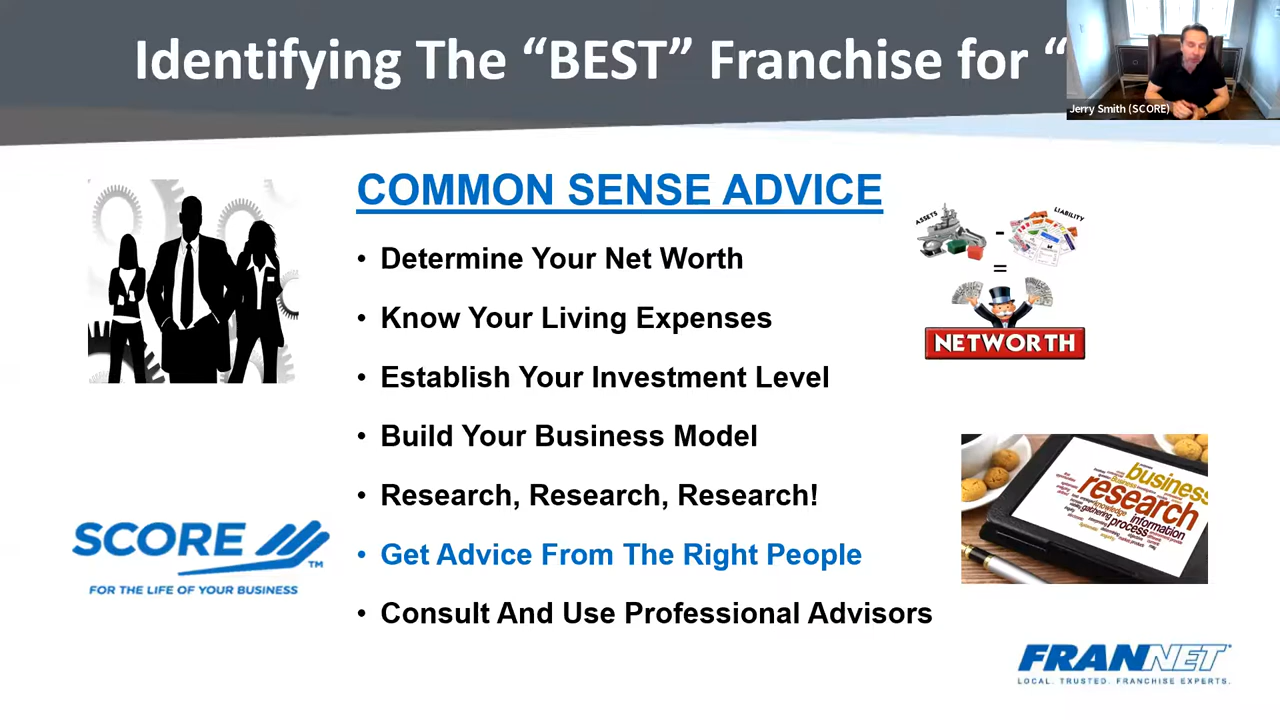 Identifying The “BEST” Franchise for “
Jerry Smith (SCORE)
COMMON SENSE ADVICE
ASSETS
LIABILITY
-
=
NETWORTH
• Determine Your Net Worth
• Know Your Living Expenses
• Establish Your Investment Level
• Build Your Business Model
• Research, Research, Research!
• Get Advice From The Right People
• Consult And Use Professional Advisors
business
research
information
process
gathering
knowledge
SCORE TM
FOR THE LIFE OF YOUR BUSINESS
FRANNET
LOCAL. TRUSTED. FRANCHISE EXPERTS.